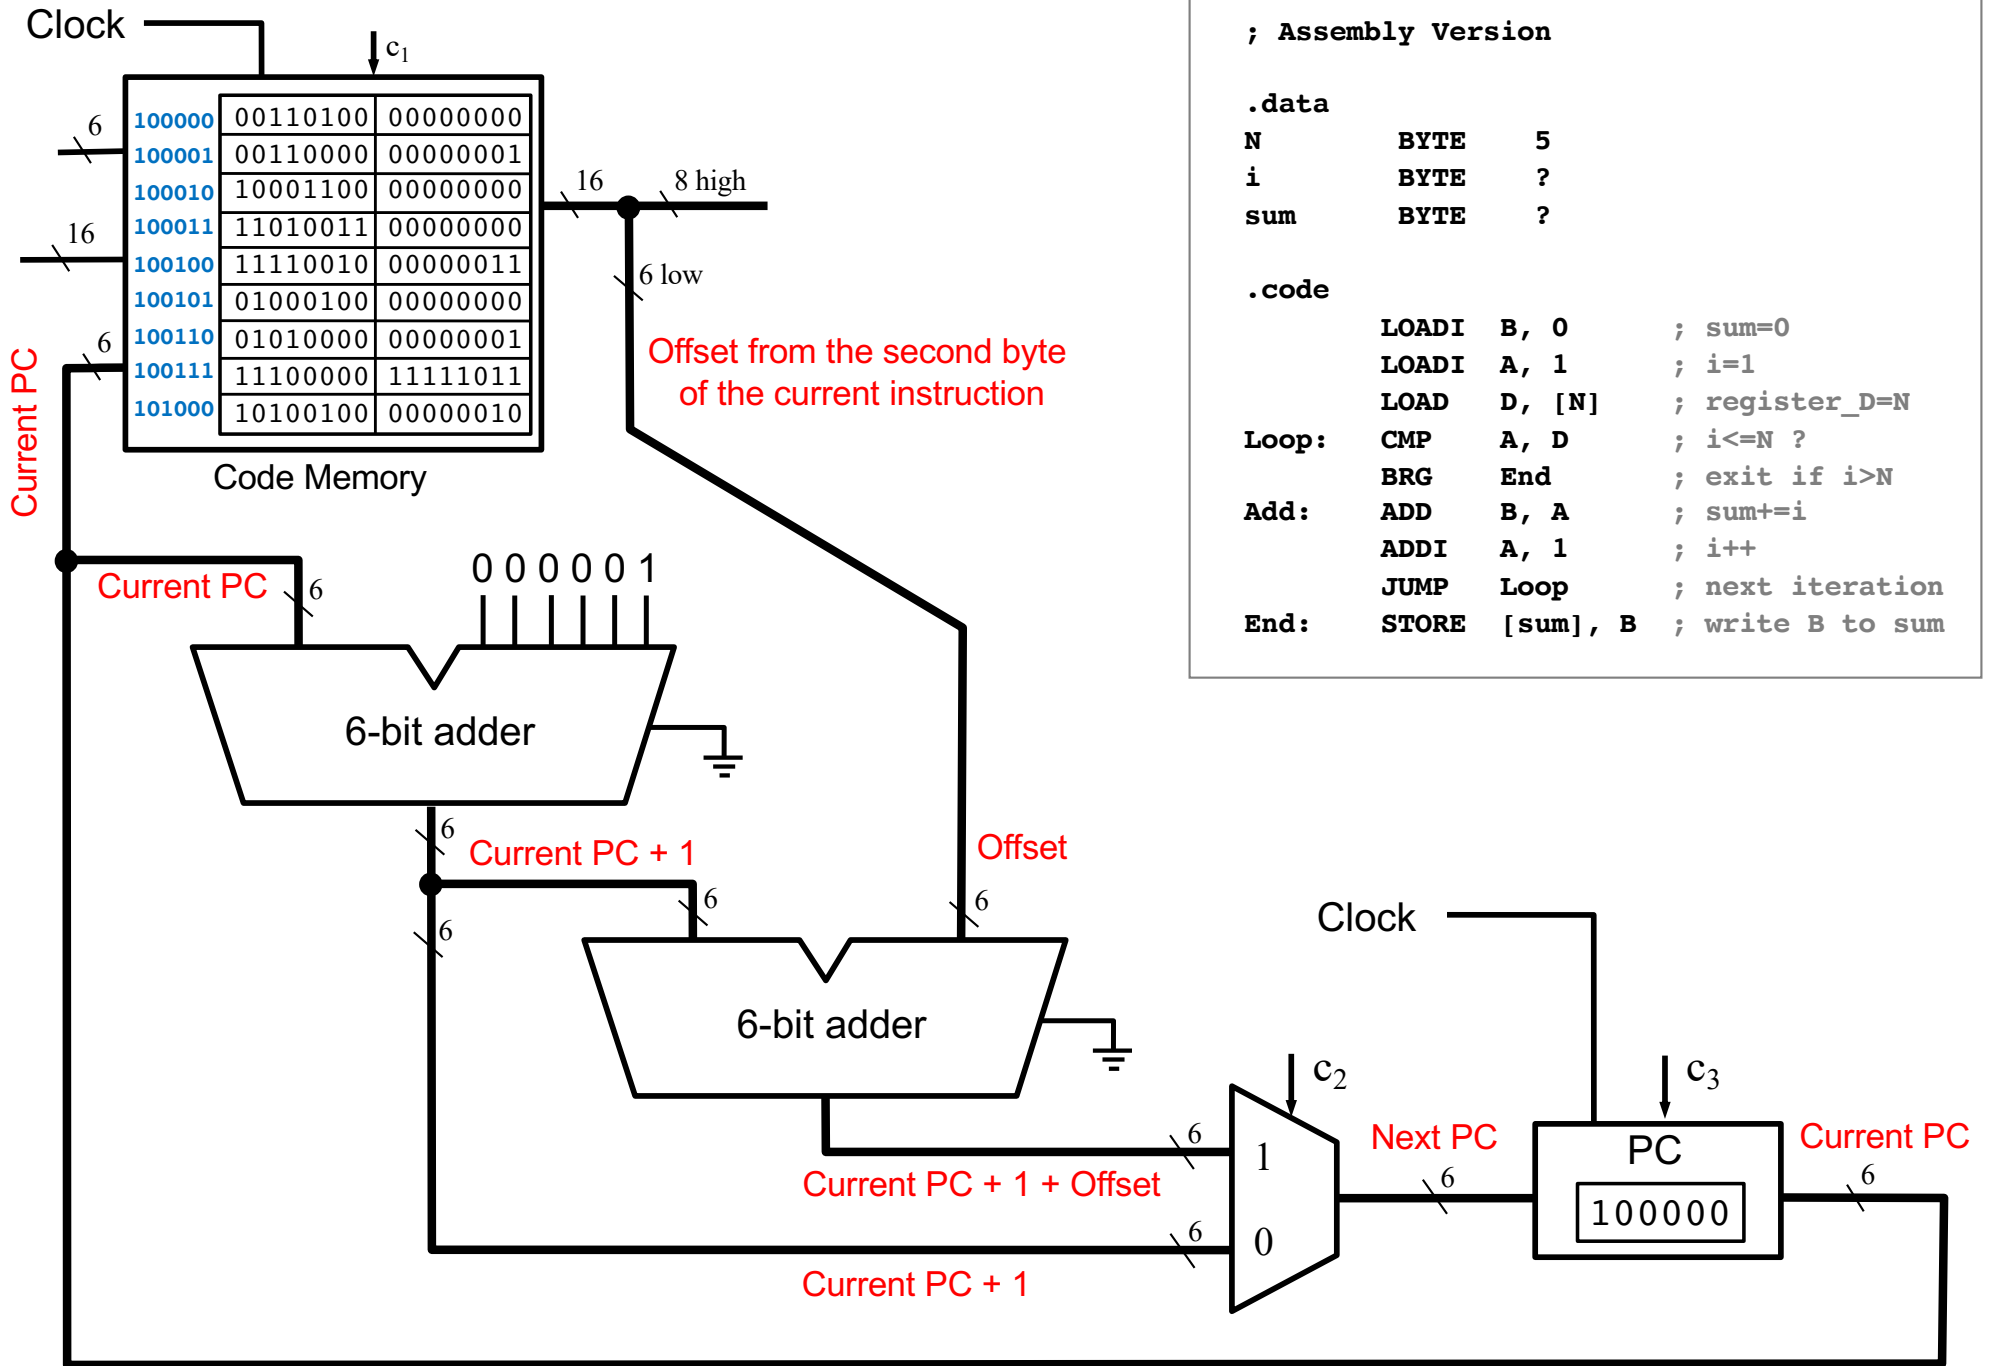 Clock
c1
6
16
6
Current PC
100000 00110100 00000000
100001 00110000 00000001
100010 10001100 00000000
100011 11010011 00000000
100100 11110010 00000011
100101 01000100 00000000
100110 01010000 00000001
100111 11100000 11111011
101000 10100100 00000010
Code Memory
16
8 high
6 low
Offset from the second byte
of the current instruction
; Assembly Version
.data
N BYTE 5
i BYTE ?
sum BYTE ?
.code
LOADI B, 0 ; sum=0
LOADI A, 1 ; i=1
LOAD D, [N] ; register_D=N
Loop: CMP A, D ; i<=N ?
BRG End ; exit if i>N
Add: ADD B, A ; sum+=i
ADDI A, 1 ; i++
JUMP Loop ; next iteration
End: STORE [sum], B ; write B to sum
Current PC
6
0 0 0 0 0 1
6-bit adder
6
Current PC + 1
6
6
Offset
6
6-bit adder
Clock
c2
c3
6
1
Current PC + 1 + Offset
6
0
Current PC + 1
Next PC
6
PC
100000
Current PC
6